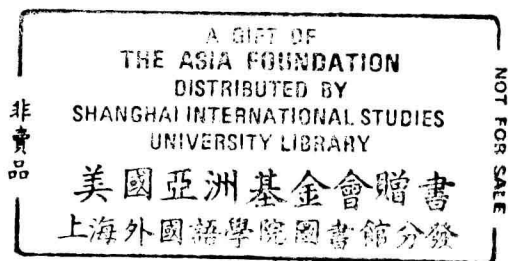 A GIFT OF
THE ASIA FOUNDATION
DISTRIBUTED BY
SHANGHAI INTERNATIONAL STUDIES
UNIVERSITY LIBRARY
美國亞洲基金會贈書
上海外國語學院圖書館分發
非賣品
NOT FOR SALE